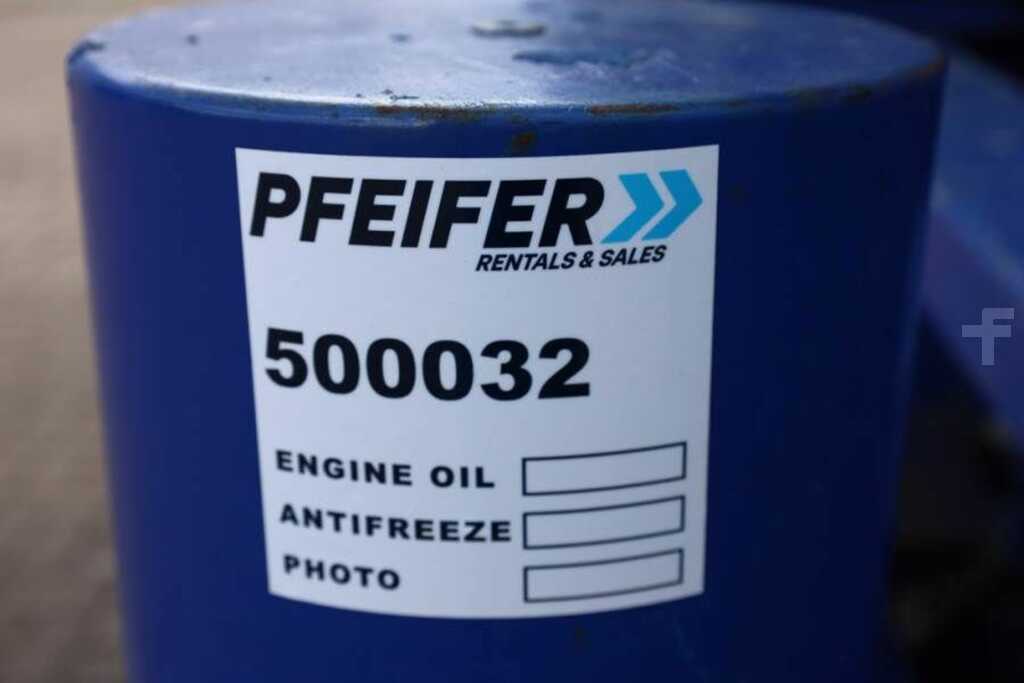 PFEIFER
RENTALS & SALES
500032
ENGINE OIL
ANTIFREEZE
PHOTO